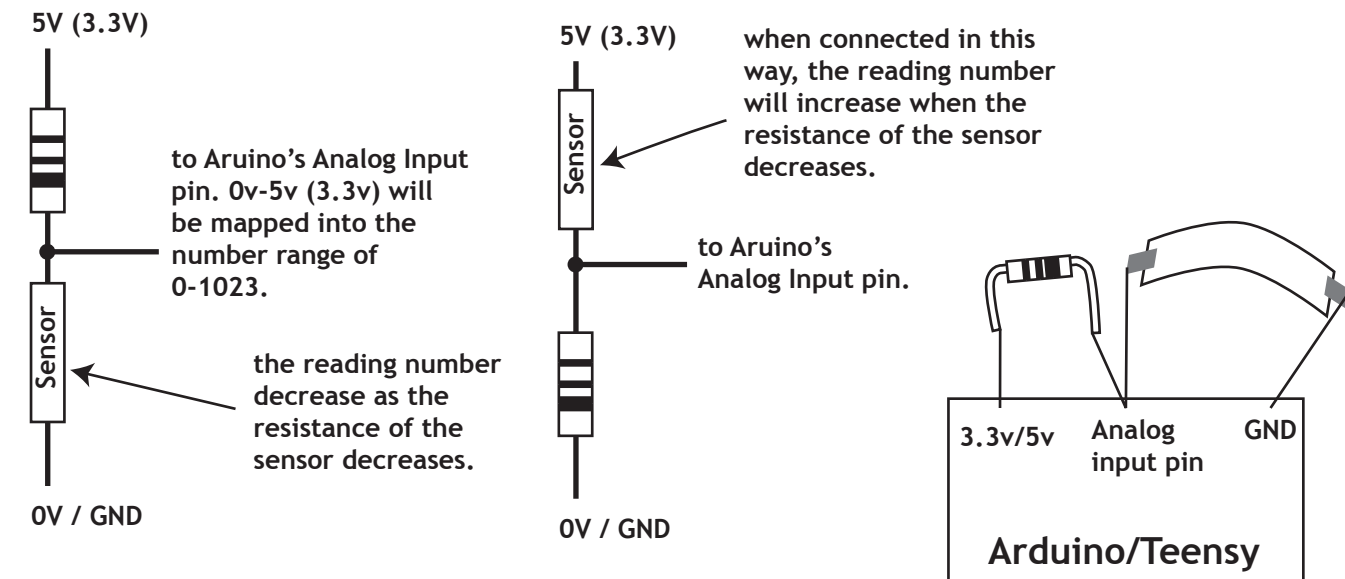 5V (3.3V)
to Aruino’s Analog Input
pin. 0v-5v (3.3v) will
be mapped into the
number range of
0-1023.
Sensor
the reading number
decrease as the
resistance of the
sensor decreases.
0V / GND
5V (3.3V)
Sensor
when connected in this
way, the reading number
will increase when the
resistance of the sensor
decreases.
to Aruino’s
Analog Input pin.
0V / GND
3.3v/5v
Analog
input pin
GND
Arduino/Teensy